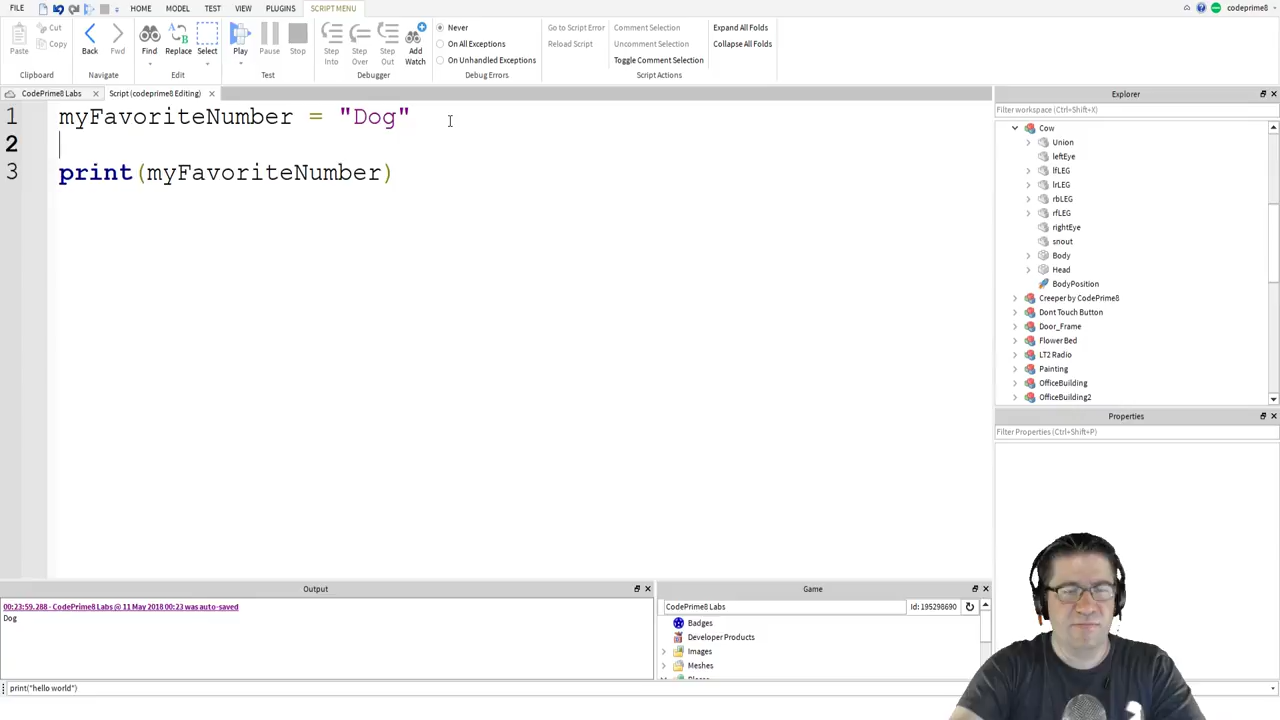 FILE HOME MODEL TEST VIEW PLUGINS SCRIPT MENU codeprime8
Paste Cut Copy Clipboard
Back Fwd Navigate
Find Replace Select Edit
Play Pause Stop Test
Step Into Step Over Step Out Add Watch Debugger
Never
On All Exceptions
On Unhandled Exceptions
Debug Errors
Go to Script Error Comment Selection Expand All Folds
Reload Script Uncomment Selection Collapse All Folds
Toggle Comment Selection
Script Actions
CodePrime8 Labs Script (codeprime8 Editing)
1 myFavoriteNumber = "Dog"
2
3 print(myFavoriteNumber)
Explorer
Filter workspace (Ctrl+Shift+X)
Cow
Union
leftEye
lfLEG
lrLEG
rbLEG
rfLEG
rightEye
snout
Body
Head
BodyPosition
Creeper by CodePrime8
Dont Touch Button
Door_Frame
Flower Bed
LT2 Radio
Painting
OfficeBuilding
OfficeBuilding2
Properties
Filter Properties (Ctrl+Shift+P)
Output
00:23:59.288 - CodePrime8 Labs @ 11 May 2018 00:23 was auto-saved
Dog
Game
CodePrime8 Labs Id: 195298690
Badges
Developer Products
Images
Meshes
print("hello world")